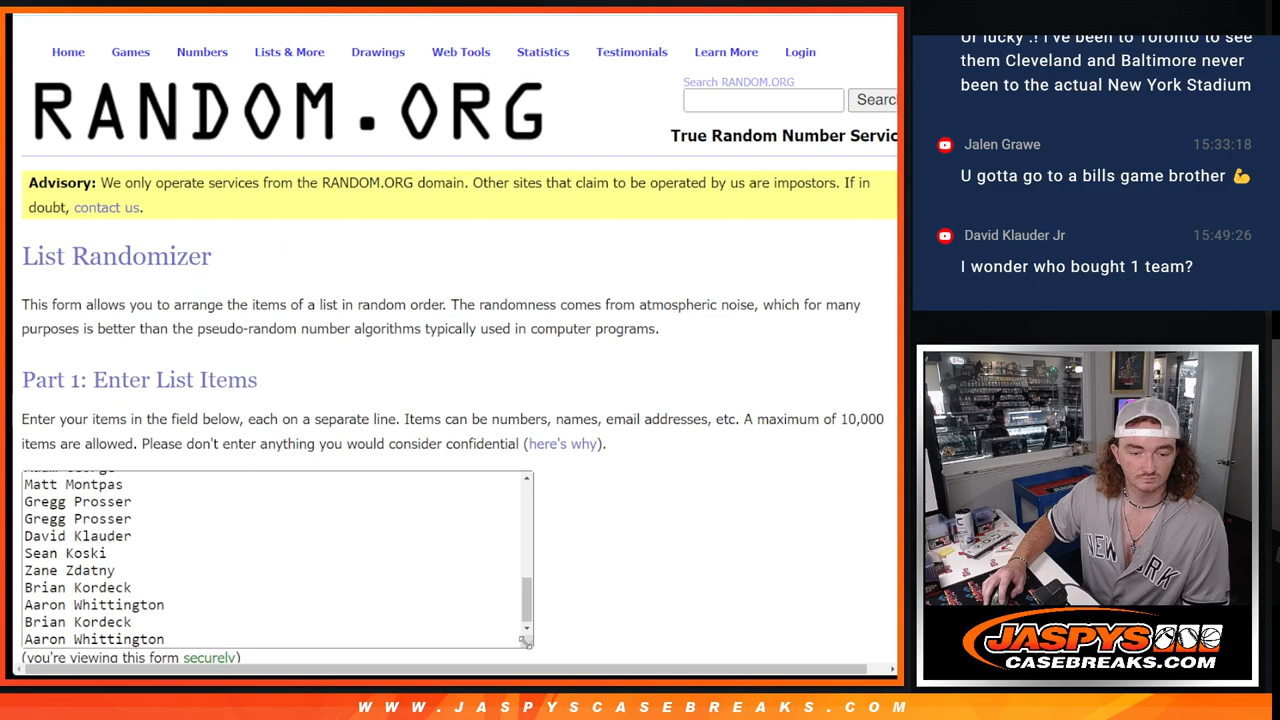 Home Games Numbers Lists & More Drawings Web Tools Statistics Testimonials Learn More Login
RANDOM.ORG
Search RANDOM.ORG
Searc
True Random Number Servic
Advisory: We only operate services from the RANDOM.ORG domain. Other sites that claim to be operated by us are impostors. If in
doubt, contact us.
List Randomizer
This form allows you to arrange the items of a list in random order. The randomness comes from atmospheric noise, which for many
purposes is better than the pseudo-random number algorithms typically used in computer programs.
Part 1: Enter List Items
Enter your items in the field below, each on a separate line. Items can be numbers, names, email addresses, etc. A maximum of 10,000
items are allowed. Please don't enter anything you would consider confidential (here's why).
Matt Montpas
Gregg Prosser
Gregg Prosser
David Klauder
Sean Koski
Zane Zdatny
Brian Kordeck
Aaron Whittington
Brian Kordeck
Aaron Whittington
(you're viewing this form securely)
Ur lucky .! I've been to Toronto to see
them Cleveland and Baltimore never
been to the actual New York Stadium
Jalen Grawe 15:33:18
U gotta go to a bills game brother 💪
David Klauder Jr 15:49:26
I wonder who bought 1 team?
NEW YORK
JASPYS
CASEBREAKS.COM
WWW.JASPYSCASEBREAKS.COM